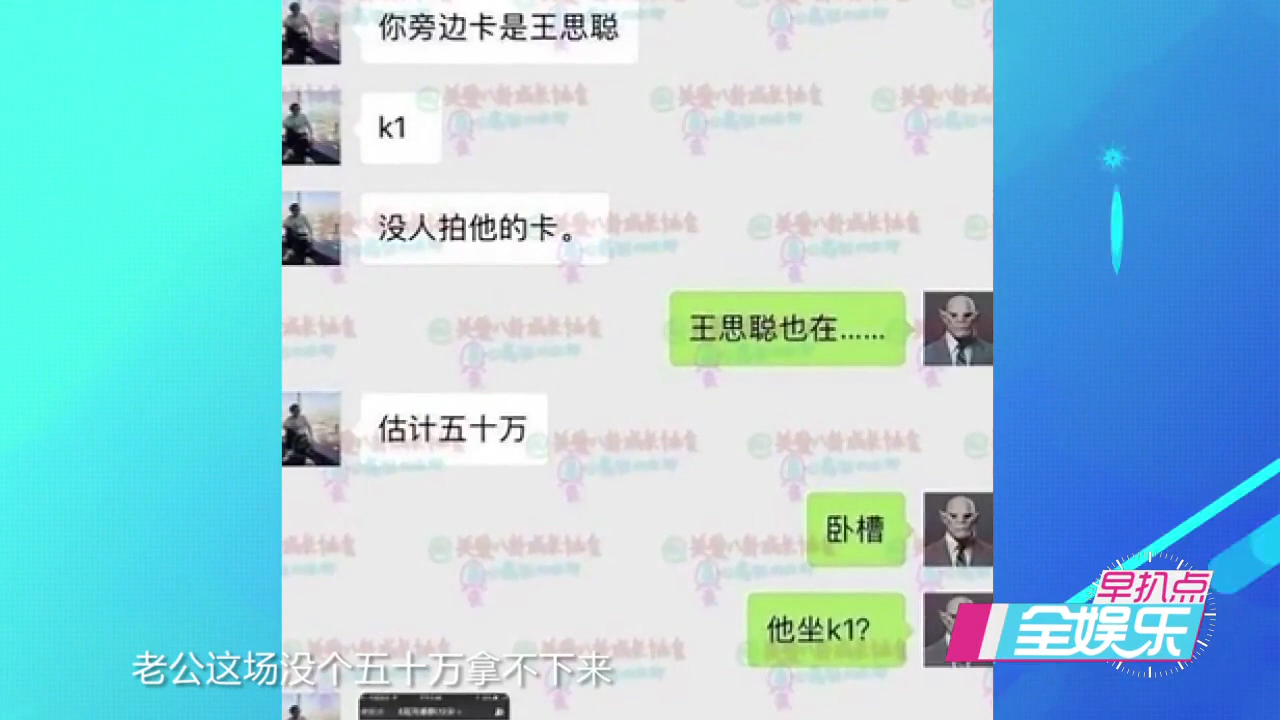 你旁边卡是王思聪
k1
没人拍他的卡。
王思聪也在……
估计五十万
卧槽
他坐k1?
老公这场没个五十万拿不下来
早扒点
全娱乐